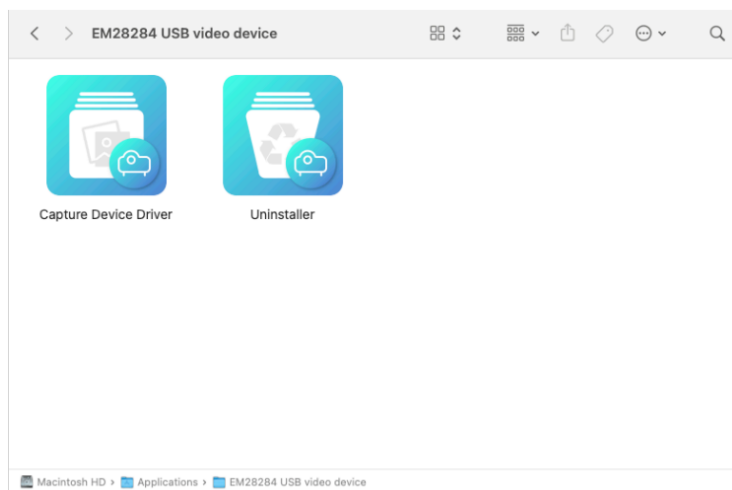 EM28284 USB video device
Capture Device Driver
Uninstaller
Macintosh HD › Applications › EM28284 USB video device